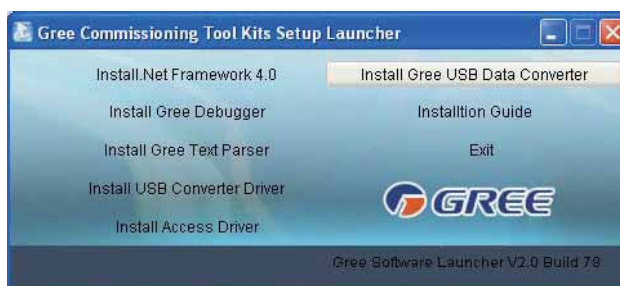 Gree Commissioning Tool Kits Setup Launcher
Install.Net Framework 4.0
Install Gree USB Data Converter
Install Gree Debugger
Installtion Guide
Install Gree Text Parser
Exit
Install USB Converter Driver
GREE
Install Access Driver
Gree Software Launcher V2.0 Build 78